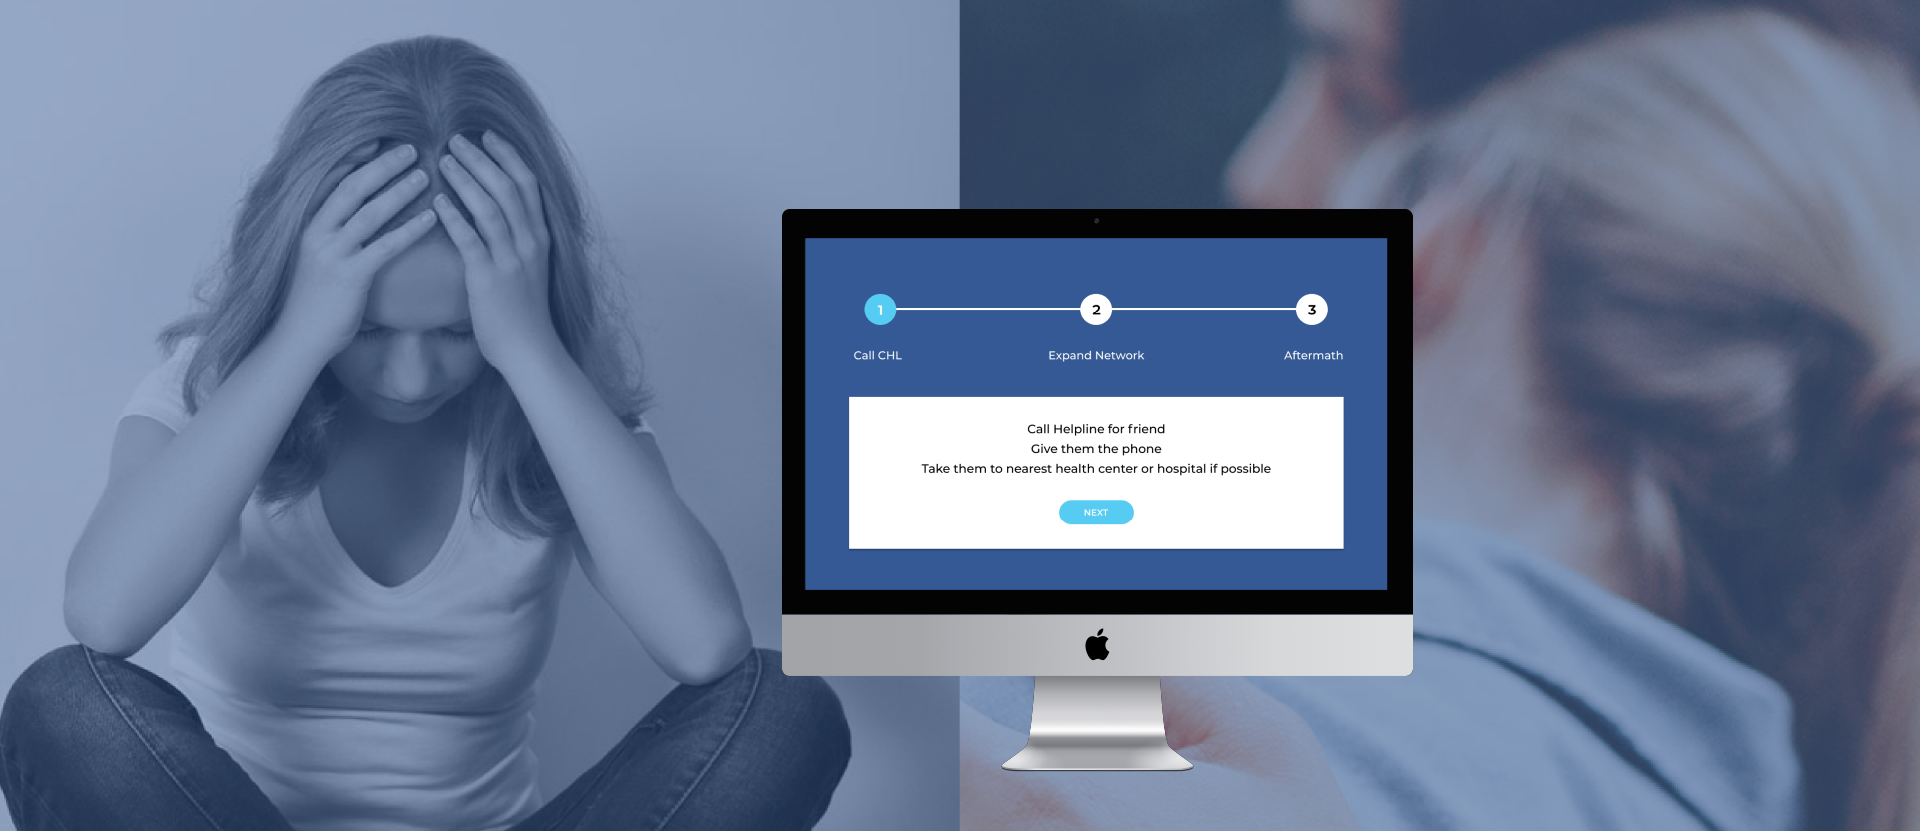 1
2
3
Call CHL
Expand Network
Aftermath
Call Helpline for friend
Give them the phone
Take them to nearest health center or hospital if possible
NEXT